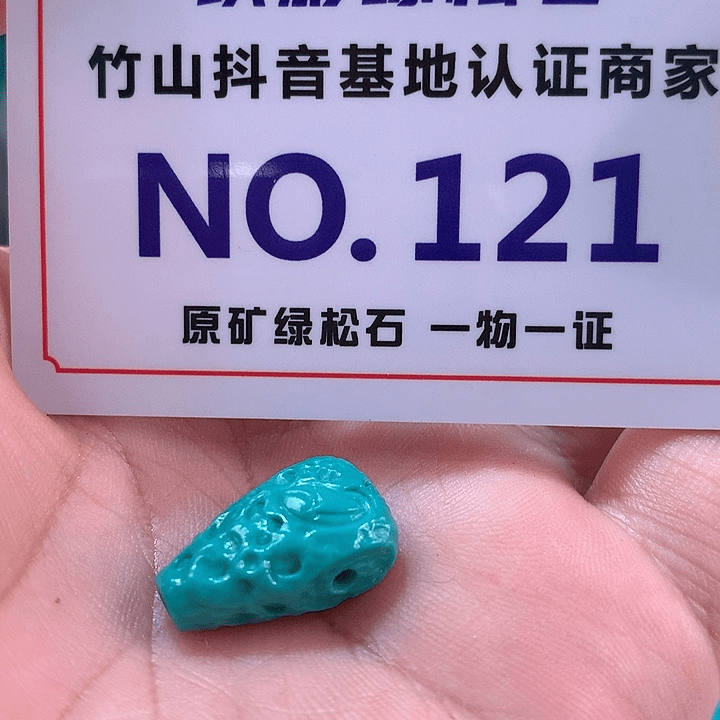 竹山抖音基地认证商家
NO.121
原矿绿松石 一物一证